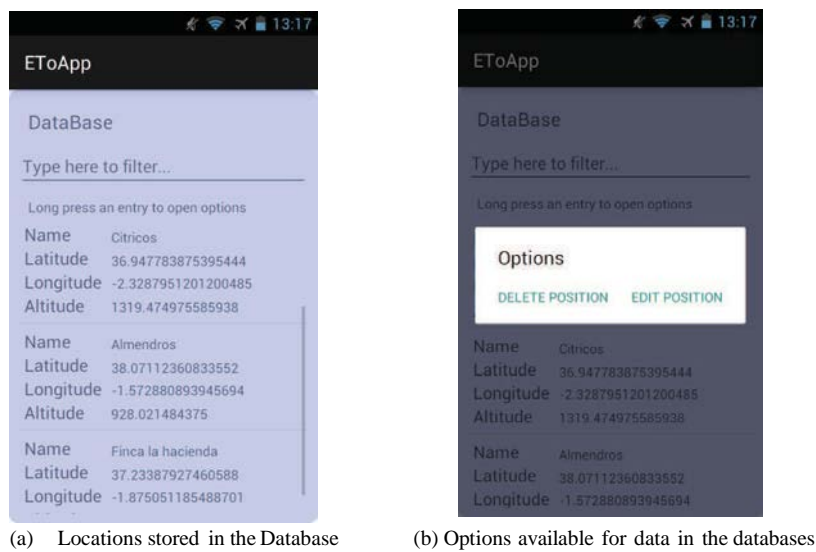 13:17
EToApp
DataBase
Type here to filter...
Long press an entry to open options
Name Citricos
Latitude 36.947783875395444
Longitude -2.3287951201200485
Altitude 1319.474975585938
Name Almendros
Latitude 38.07112360833552
Longitude -1.572880893945694
Altitude 928.021484375
Name Finca la hacienda
Latitude 37.23387927460588
Longitude -1.875051185488701
(a) Locations stored in the Database
13:17
EToApp
DataBase
Type here to filter...
Long press an entry to open options
Options
DELETE POSITION EDIT POSITION
Name Citricos
Latitude 36.947783875395444
Longitude -2.3287951201200485
Altitude 1319.474975585938
Name Almendros
Latitude 38.07112360833552
Longitude -1.572880893945694
(b) Options available for data in the databases